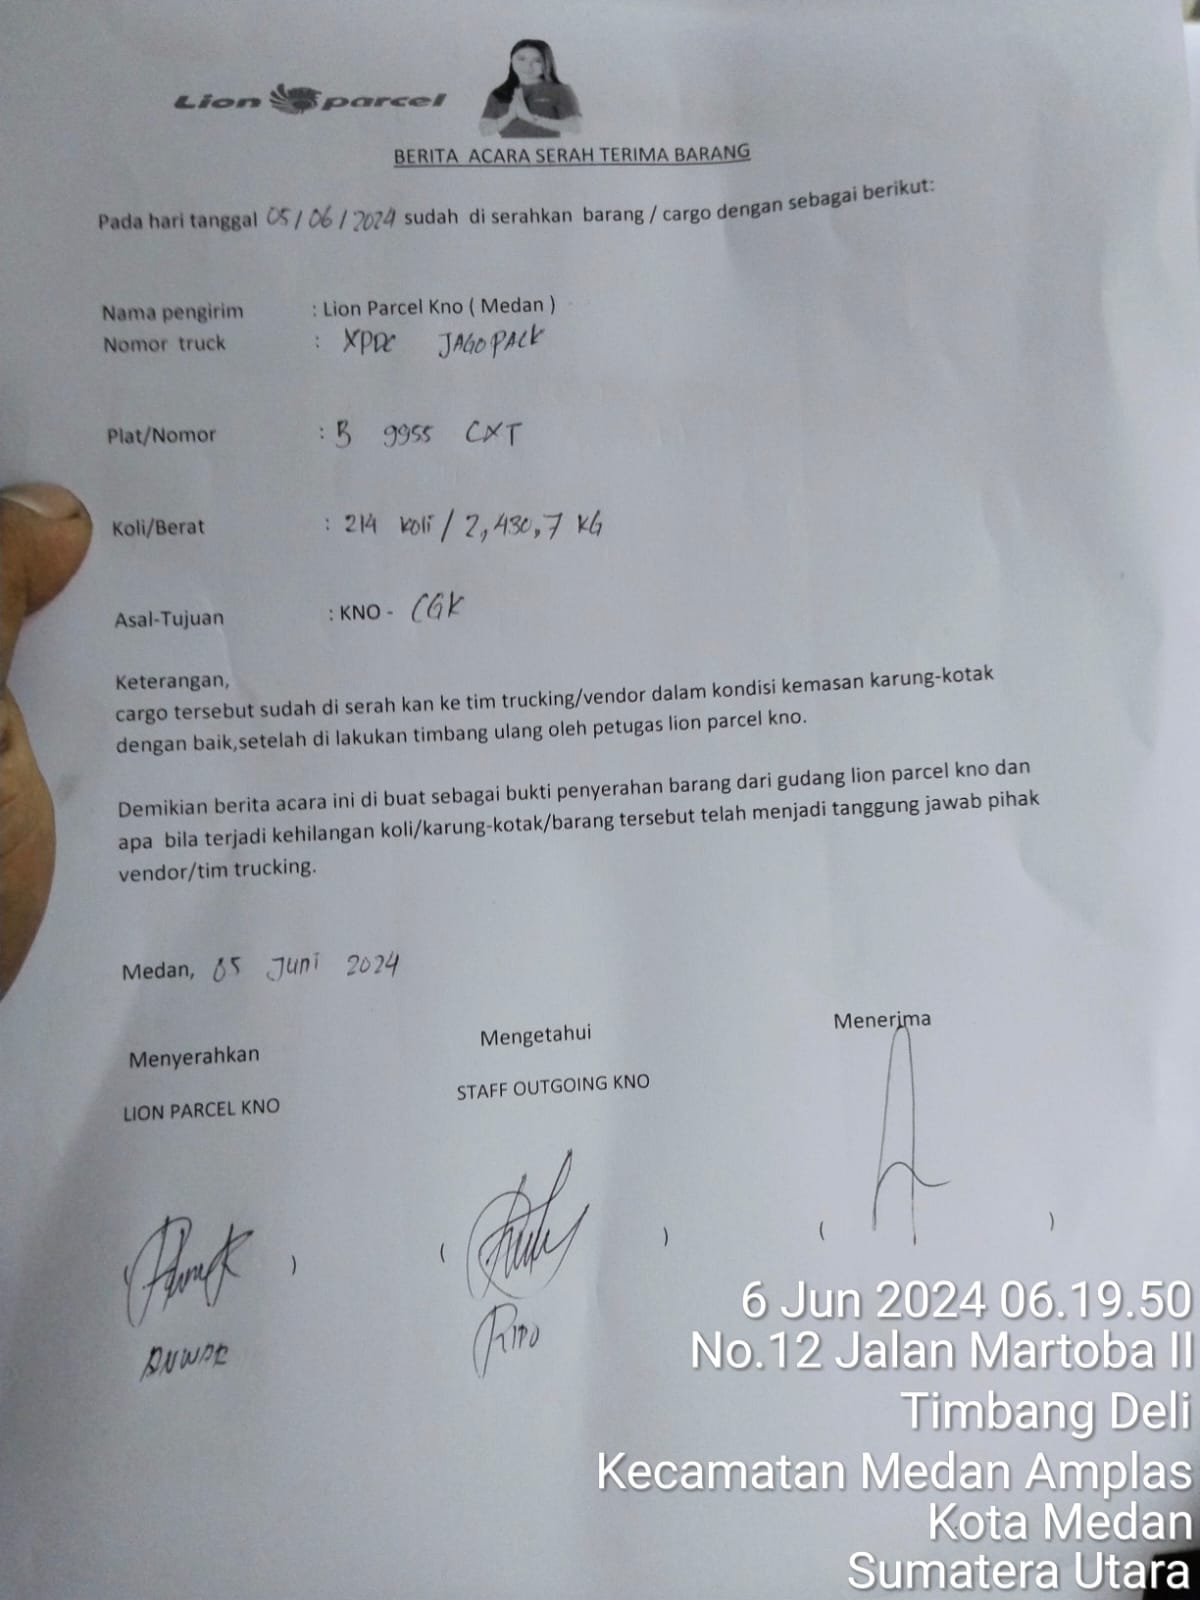 Lion parcel
BERITA ACARA SERAH TERIMA BARANG
Pada hari tanggal 05/06/2024 sudah di serahkan barang / cargo dengan sebagai berikut:
Nama pengirim : Lion Parcel Kno ( Medan )
Nomor truck : XPDC JAGOPACK
Plat/Nomor : B 9955 CXT
Koli/Berat : 214 koli / 2,430,7 KG
Asal-Tujuan : KNO - CGK
Keterangan,
cargo tersebut sudah di serah kan ke tim trucking/vendor dalam kondisi kemasan karung-kotak
dengan baik,setelah di lakukan timbang ulang oleh petugas lion parcel kno.
Demikian berita acara ini di buat sebagai bukti penyerahan barang dari gudang lion parcel kno dan
apa bila terjadi kehilangan koli/karung-kotak/barang tersebut telah menjadi tanggung jawab pihak
vendor/tim trucking.
Medan, 05 Juni 2024
Menyerahkan Mengetahui Menerima
LION PARCEL KNO STAFF OUTGOING KNO
) ( ) ( )
ANWAR
6 Jun 2024 06.19.50
No.12 Jalan Martoba II
Timbang Deli
Kecamatan Medan Amplas
Kota Medan
Sumatera Utara